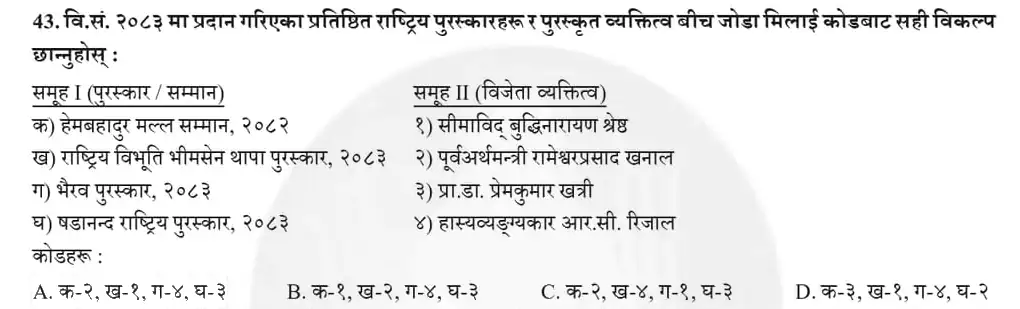 43. वि.सं. २०८३ मा प्रदान गरिएका प्रतिष्ठित राष्ट्रिय पुरस्कारहरू र पुरस्कृत व्यक्तित्व बीच जोडा मिलाई कोडबाट सही विकल्प
छान्नुहोस् :
समूह I (पुरस्कार / सम्मान) समूह II (विजेता व्यक्तित्व)
क) हेमबहादुर मल्ल सम्मान, २०८२ १) सीमाविद् बुद्धिनारायण श्रेष्ठ
ख) राष्ट्रिय विभूति भीमसेन थापा पुरस्कार, २०८३ २) पूर्वअर्थमन्त्री रामेश्वरप्रसाद खनाल
ग) भैरव पुरस्कार, २०८३ ३) प्रा.डा. प्रेमकुमार खत्री
घ) षडानन्द राष्ट्रिय पुरस्कार, २०८३ ४) हास्यव्यङ्ग्यकार आर.सी. रिजाल
कोडहरू :
A. क-२, ख-१, ग-४, घ-३ B. क-१, ख-२, ग-४, घ-३ C. क-२, ख-४, ग-१, घ-३ D. क-३, ख-१, ग-४, घ-२